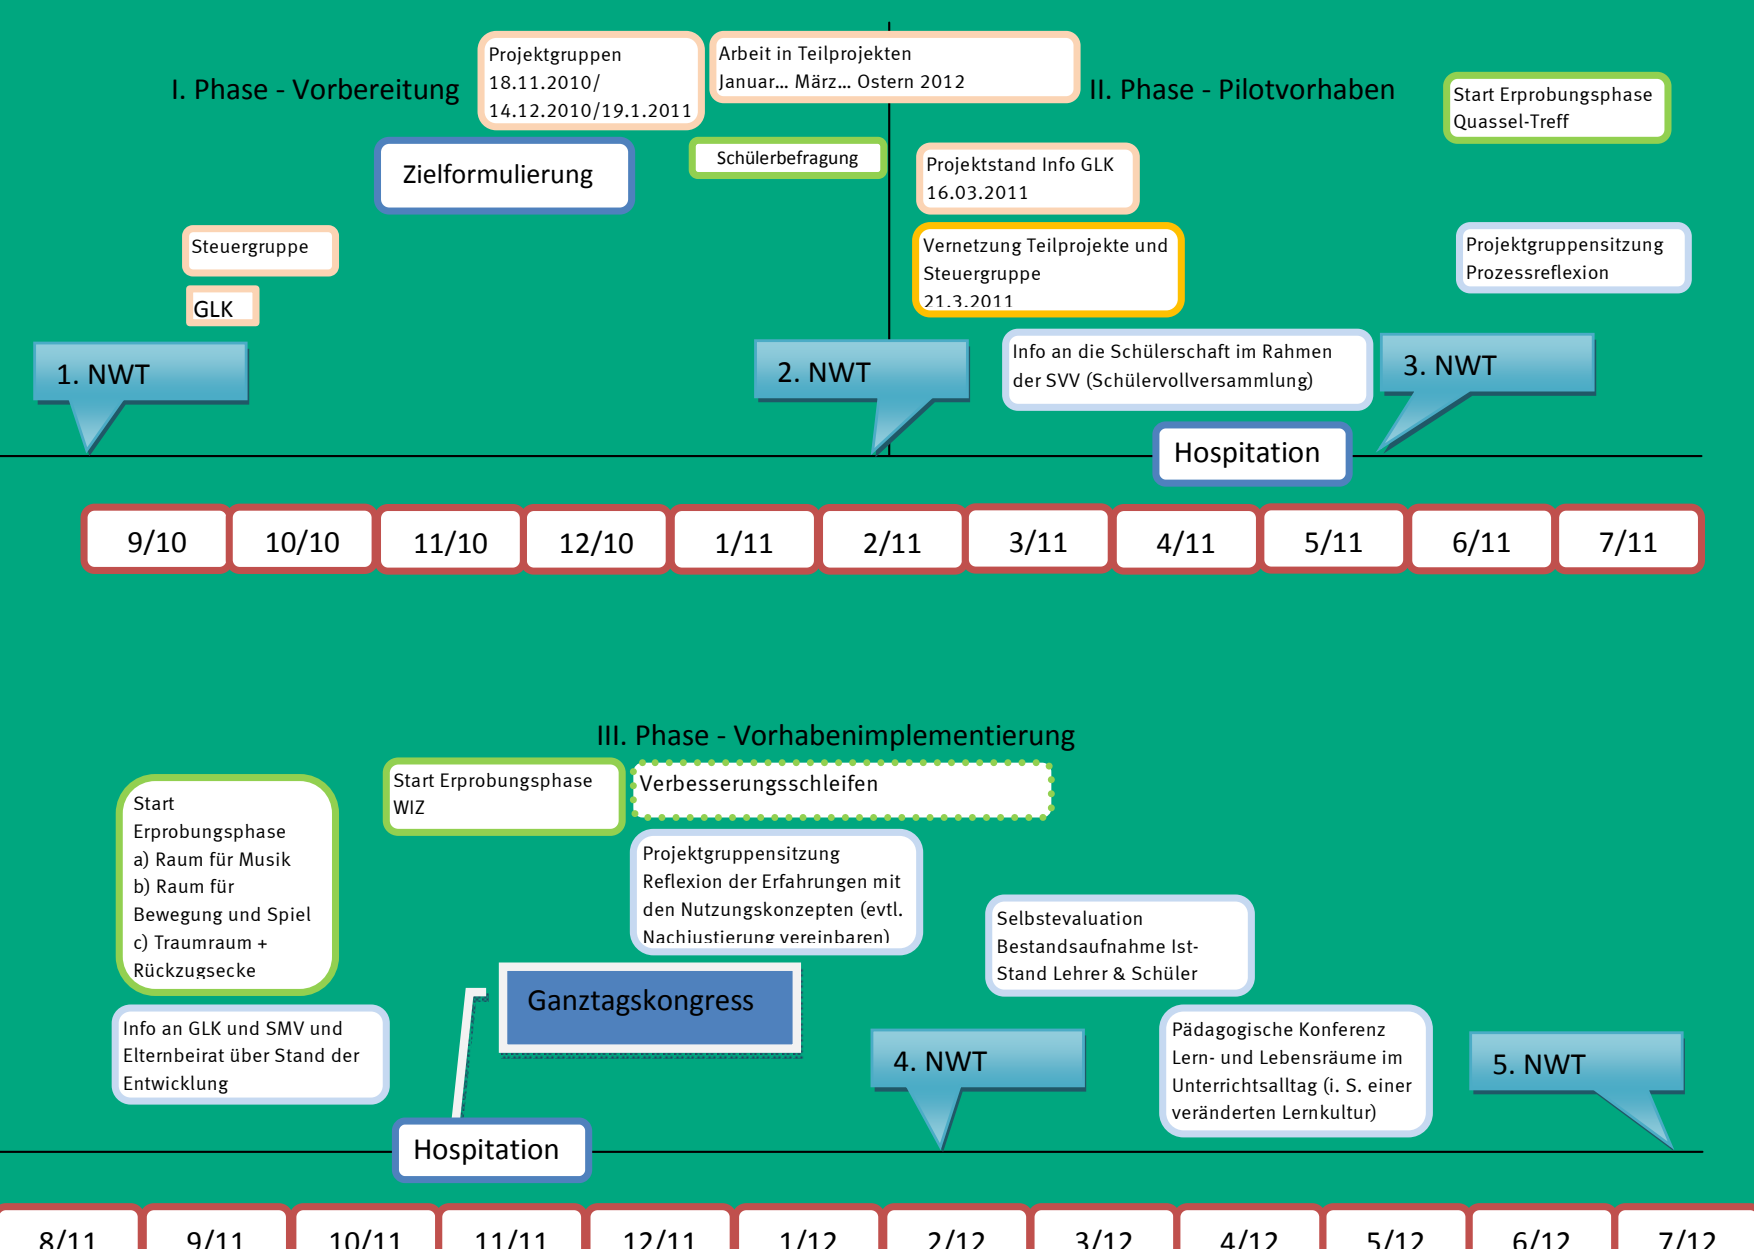 I. Phase - Vorbereitung
Projektgruppen
18.11.2010/
14.12.2010/19.1.2011
Arbeit in Teilprojekten
Januar... März... Ostern 2012
II. Phase - Pilotvorhaben
Start Erprobungsphase
Quassel-Treff
Zielformulierung
Schülerbefragung
Projektstand Info GLK
16.03.2011
Steuergruppe
GLK
Vernetzung Teilprojekte und
Steuergruppe
21.3.2011
Projektgruppensitzung
Prozessreflexion
1. NWT
2. NWT
Info an die Schülerschaft im Rahmen
der SVV (Schülervollversammlung)
3. NWT
Hospitation
9/10 10/10 11/10 12/10 1/11 2/11 3/11 4/11 5/11 6/11 7/11
III. Phase - Vorhabenimplementierung
Start
Erprobungsphase
a) Raum für Musik
b) Raum für
Bewegung und Spiel
c) Traumraum +
Rückzugsecke
Start Erprobungsphase
WIZ
Verbesserungsschleifen
Projektgruppensitzung
Reflexion der Erfahrungen mit
den Nutzungskonzepten (evtl.
Nachjustierung vereinbaren)
Selbstevaluation
Bestandsaufnahme Ist-
Stand Lehrer & Schüler
Ganztagskongress
Info an GLK und SMV und
Elternbeirat über Stand der
Entwicklung
4. NWT
Pädagogische Konferenz
Lern- und Lebensräume im
Unterrichtsalltag (i. S. einer
veränderten Lernkultur)
5. NWT
Hospitation
8/11 9/11 10/11 11/11 12/11 1/12 2/12 3/12 4/12 5/12 6/12 7/12